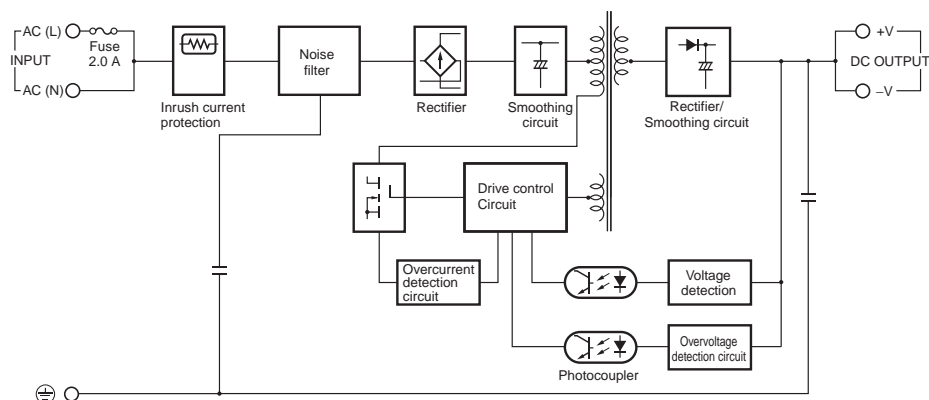 AC (L)
Fuse
2.0 A
INPUT
AC (N)
Inrush current
protection
Noise
filter
Rectifier
Smoothing
circuit
Rectifier/
Smoothing circuit
+V
DC OUTPUT
–V
Drive control
Circuit
Overcurrent
detection
circuit
Voltage
detection
Overvoltage
detection circuit
Photocoupler